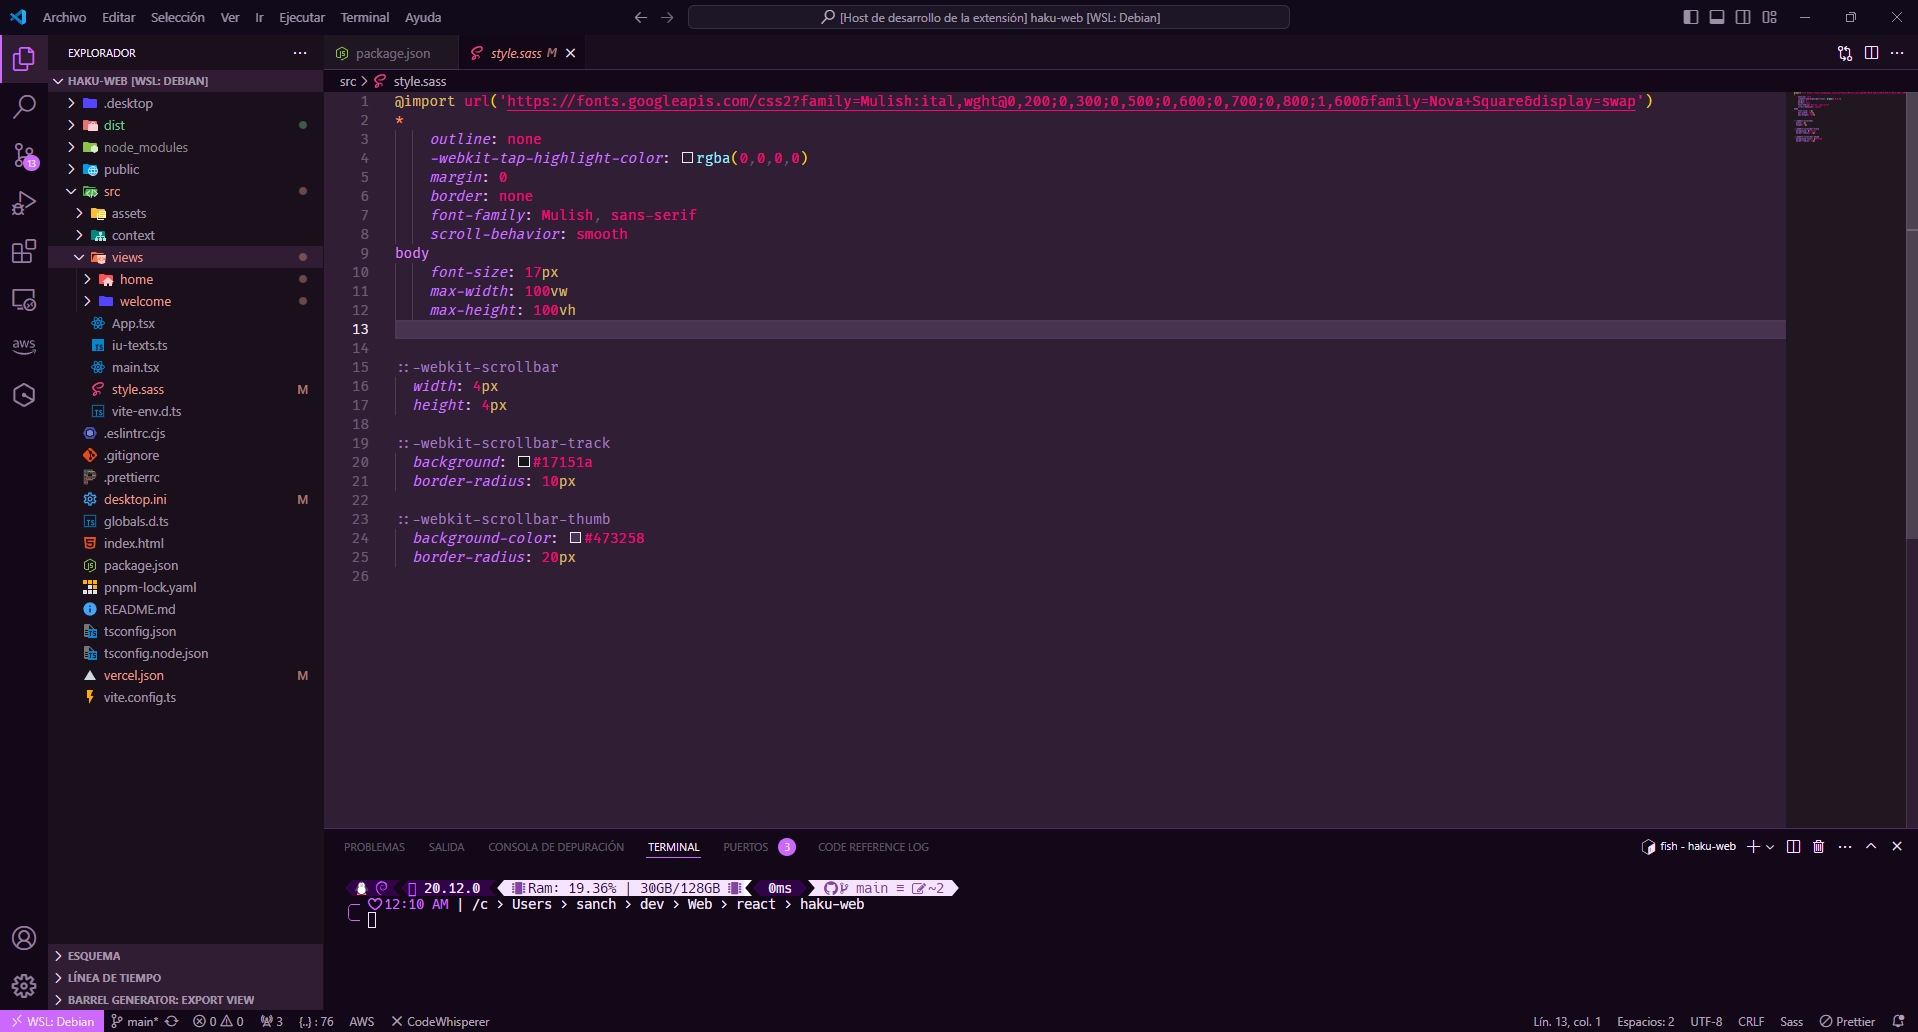 Archivo Editar Selección Ver Ir Ejecutar Terminal Ayuda
[Host de desarrollo de la extensión] haku-web [WSL: Debian]
EXPLORADOR
HAKU-WEB [WSL: DEBIAN]
.desktop
dist
node_modules
public
src
assets
context
views
home
welcome
App.tsx
iu-texts.ts
main.tsx
style.sass M
vite-env.d.ts
.eslintrc.cjs
.gitignore
.prettierrc
desktop.ini M
globals.d.ts
index.html
package.json
pnpm-lock.yaml
README.md
tsconfig.json
tsconfig.node.json
vercel.json M
vite.config.ts
ESQUEMA
LÍNEA DE TIEMPO
BARREL GENERATOR: EXPORT VIEW
13
aws
package.json style.sass M
src > style.sass
1 @import url('https://fonts.googleapis.com/css2?family=Mulish:ital,wght@0,200;0,300;0,500;0,600;0,700;0,800;1,600&family=Nova+Square&display=swap')
2 *
3 outline: none
4 -webkit-tap-highlight-color: rgba(0,0,0,0)
5 margin: 0
6 border: none
7 font-family: Mulish, sans-serif
8 scroll-behavior: smooth
9 body
10 font-size: 17px
11 max-width: 100vw
12 max-height: 100vh
13
14
15 ::-webkit-scrollbar
16 width: 4px
17 height: 4px
18
19 ::-webkit-scrollbar-track
20 background: #17151a
21 border-radius: 10px
22
23 ::-webkit-scrollbar-thumb
24 background-color: #473258
25 border-radius: 20px
26
PROBLEMAS SALIDA CONSOLA DE DEPURACIÓN TERMINAL PUERTOS 3 CODE REFERENCE LOG
fish - haku-web
20.12.0 Ram: 19.36% | 30GB/128GB 0ms main ≡ ~2
12:10 AM | /c > Users > sanch > dev > Web > react > haku-web
WSL: Debian main* 0 0 3 {..} : 76 AWS CodeWhisperer
Lín. 13, col. 1 Espacios: 2 UTF-8 CRLF Sass Prettier